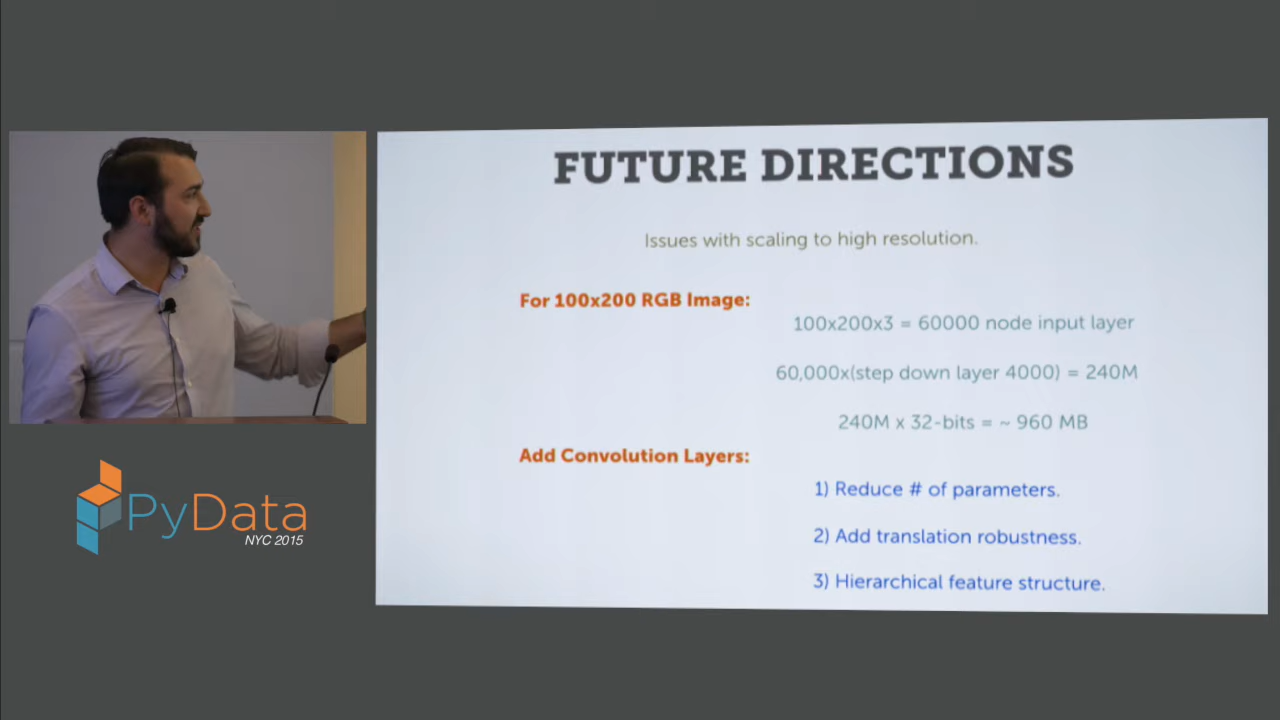 FUTURE DIRECTIONS
Issues with scaling to high resolution.
For 100x200 RGB Image:
100x200x3 = 60000 node input layer
60,000x(step down layer 4000) = 240M
240M x 32-bits = ~ 960 MB
Add Convolution Layers:
1) Reduce # of parameters.
2) Add translation robustness.
3) Hierarchical feature structure.
PyData
NYC 2015